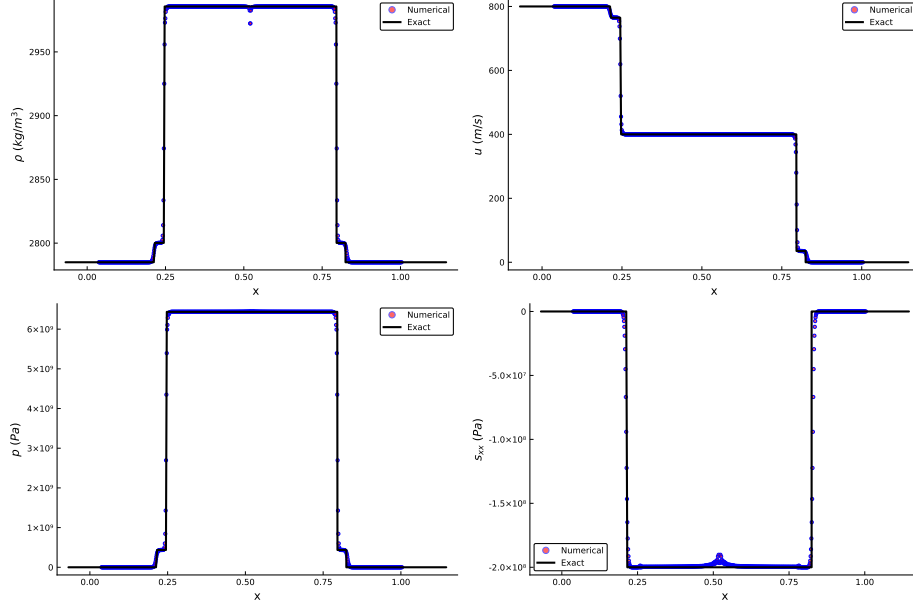 2950
2900
2850
2800
ρ (kg/m³)
0.00 0.25 0.50 0.75 1.00
x
Numerical
Exact
800
600
400
200
0
u (m/s)
0.00 0.25 0.50 0.75 1.00
x
Numerical
Exact
6×10⁹
5×10⁹
4×10⁹
3×10⁹
2×10⁹
1×10⁹
0
p (Pa)
0.00 0.25 0.50 0.75 1.00
x
Numerical
Exact
0
-5.0×10⁷
-1.0×10⁸
-1.5×10⁸
-2.0×10⁸
sₓₓ (Pa)
0.00 0.25 0.50 0.75 1.00
x
Numerical
Exact